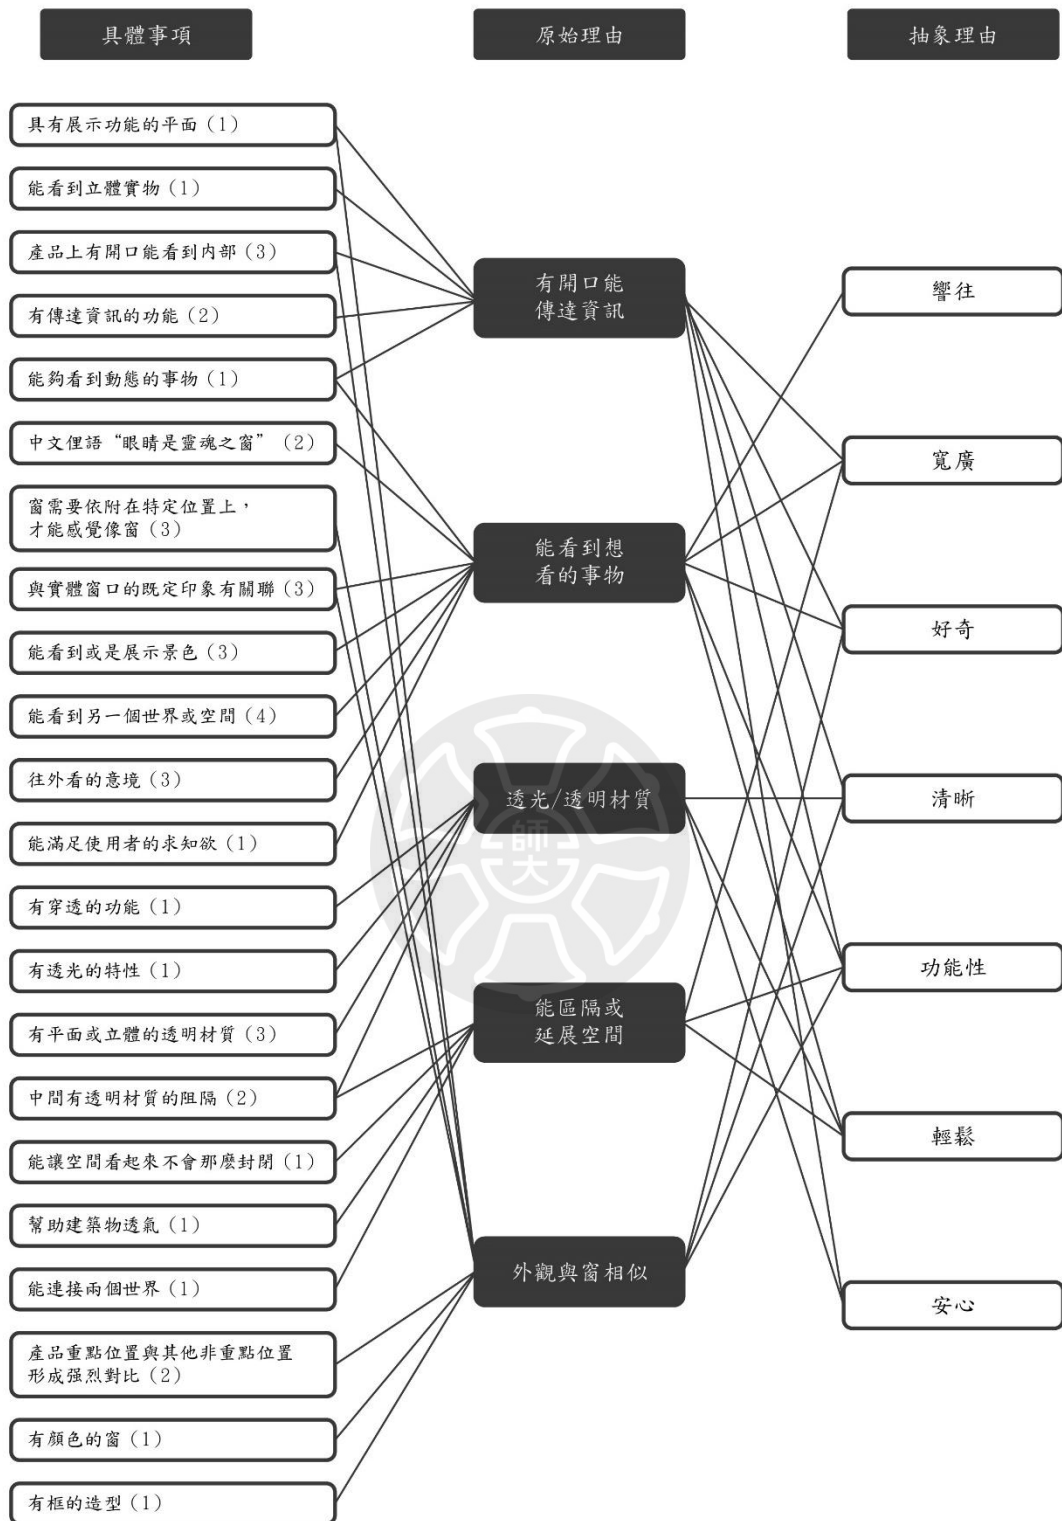 具體事項
原始理由
抽象理由
具有展示功能的平面（1）
能看到立體實物（1）
產品上有開口能看到內部（3）
有傳達資訊的功能（2）
能夠看到動態的事物（1）
中文俚語“眼睛是靈魂之窗”（2）
窗需要依附在特定位置上，
才能感覺像窗（3）
與實體窗口的既定印象有關聯（3）
能看到或是展示景色（3）
能看到另一個世界或空間（4）
往外看的意境（3）
能滿足使用者的求知欲（1）
有穿透的功能（1）
有透光的特性（1）
有平面或立體的透明材質（3）
中間有透明材質的阻隔（2）
能讓空間看起來不會那麼封閉（1）
幫助建築物透氣（1）
能連接兩個世界（1）
產品重點位置與其他非重點位置
形成强烈對比（2）
有顏色的窗（1）
有框的造型（1）
有開口能
傳達資訊
能看到想
看的事物
透光/透明材質
師大
能區隔或
延展空間
外觀與窗相似
響往
寬廣
好奇
清晰
功能性
輕鬆
安心